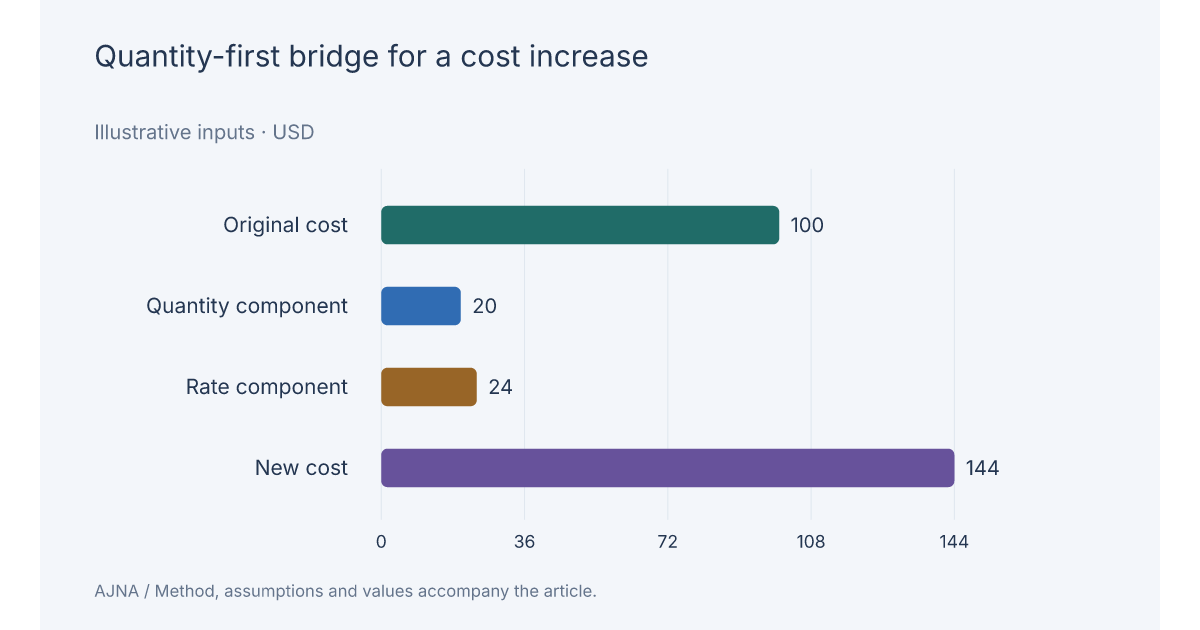 Quantity-first bridge for a cost increase
Illustrative inputs · USD
Original cost 100
Quantity component 20
Rate component 24
New cost 144
0 36 72 108 144
AJNA / Method, assumptions and values accompany the article.